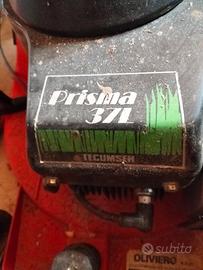 Prisma
37L
TECUMSEH
subito
OLIVIERO